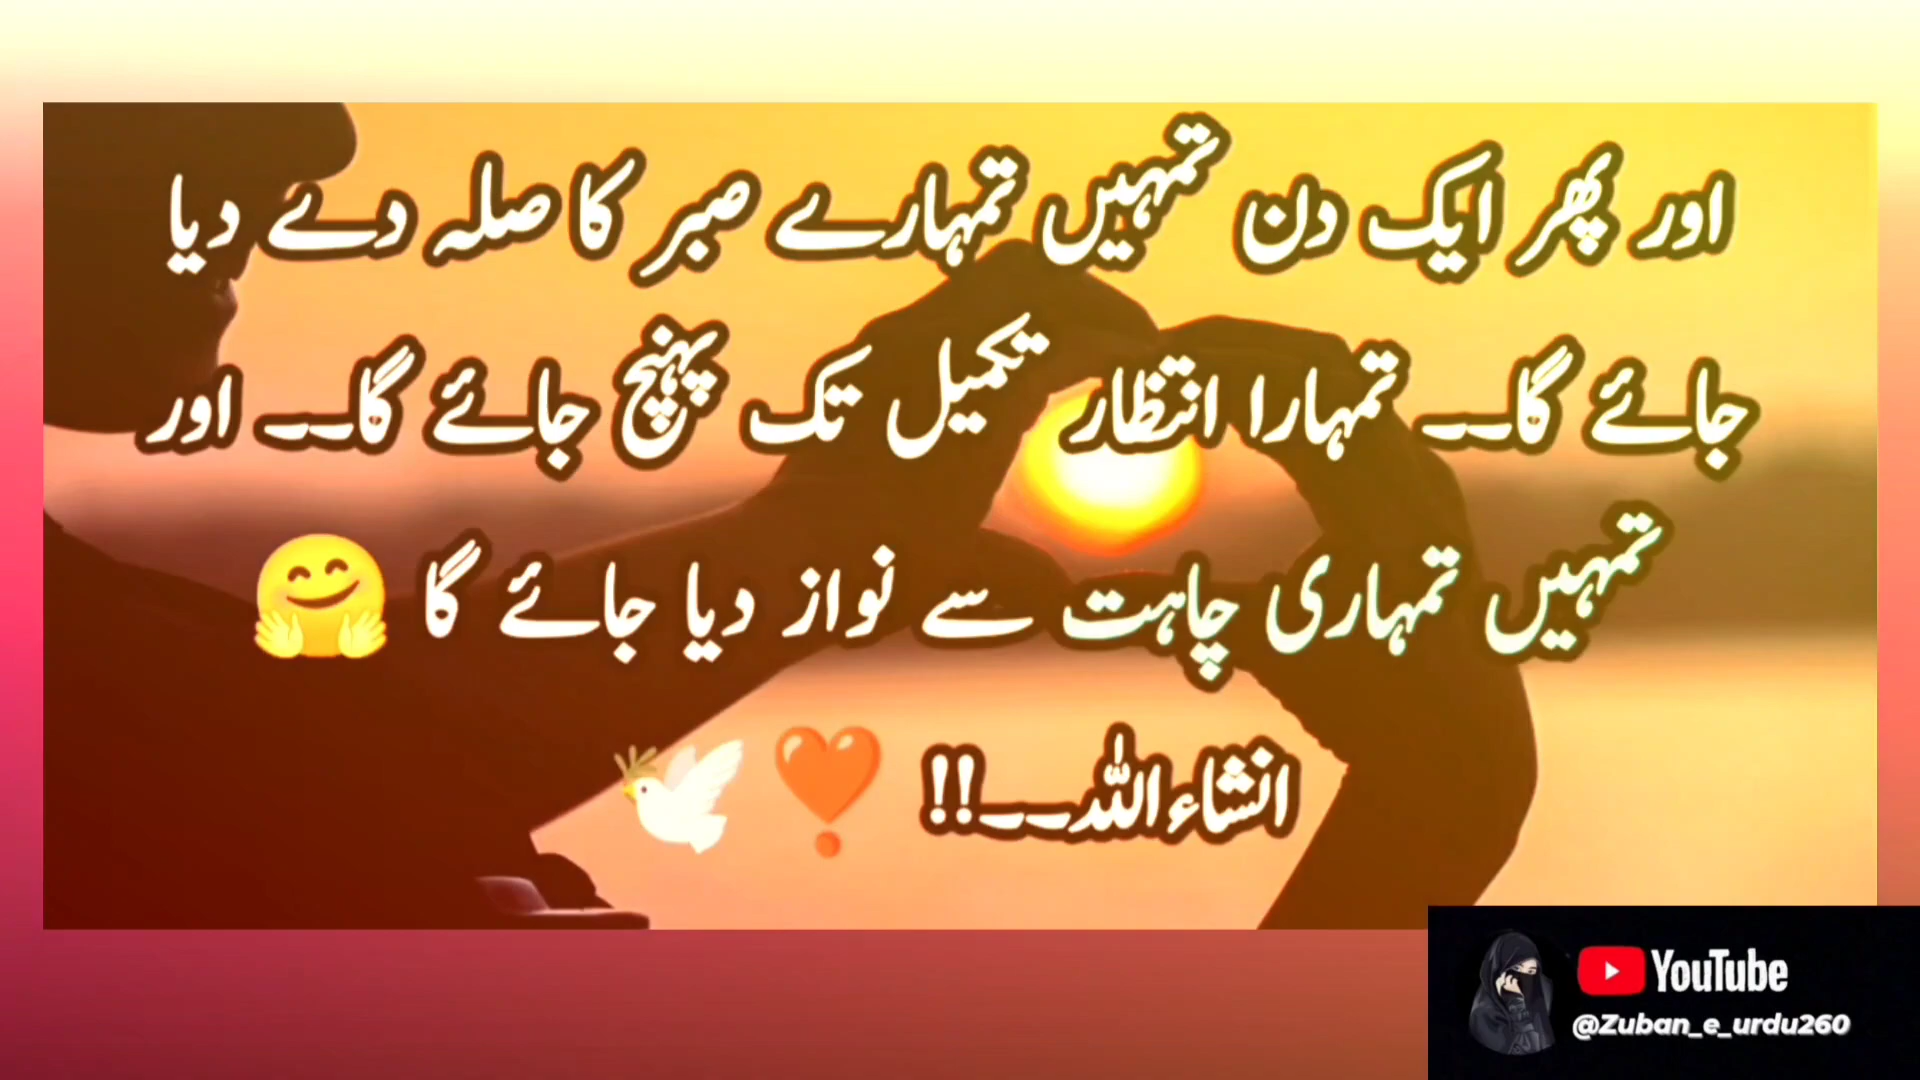 اور پھر ایک دن تمہیں تمہارے صبر کا صلہ دے دیا
جائے گا۔۔ تمہارا انتظار تکمیل تک پہنچ جائے گا۔۔ اور
تمہیں تمہاری چاہت سے نواز دیا جائے گا 🤗
انشاءاللّٰہ۔۔!! ❣️ 🕊️
YouTube
@Zuban_e_urdu260